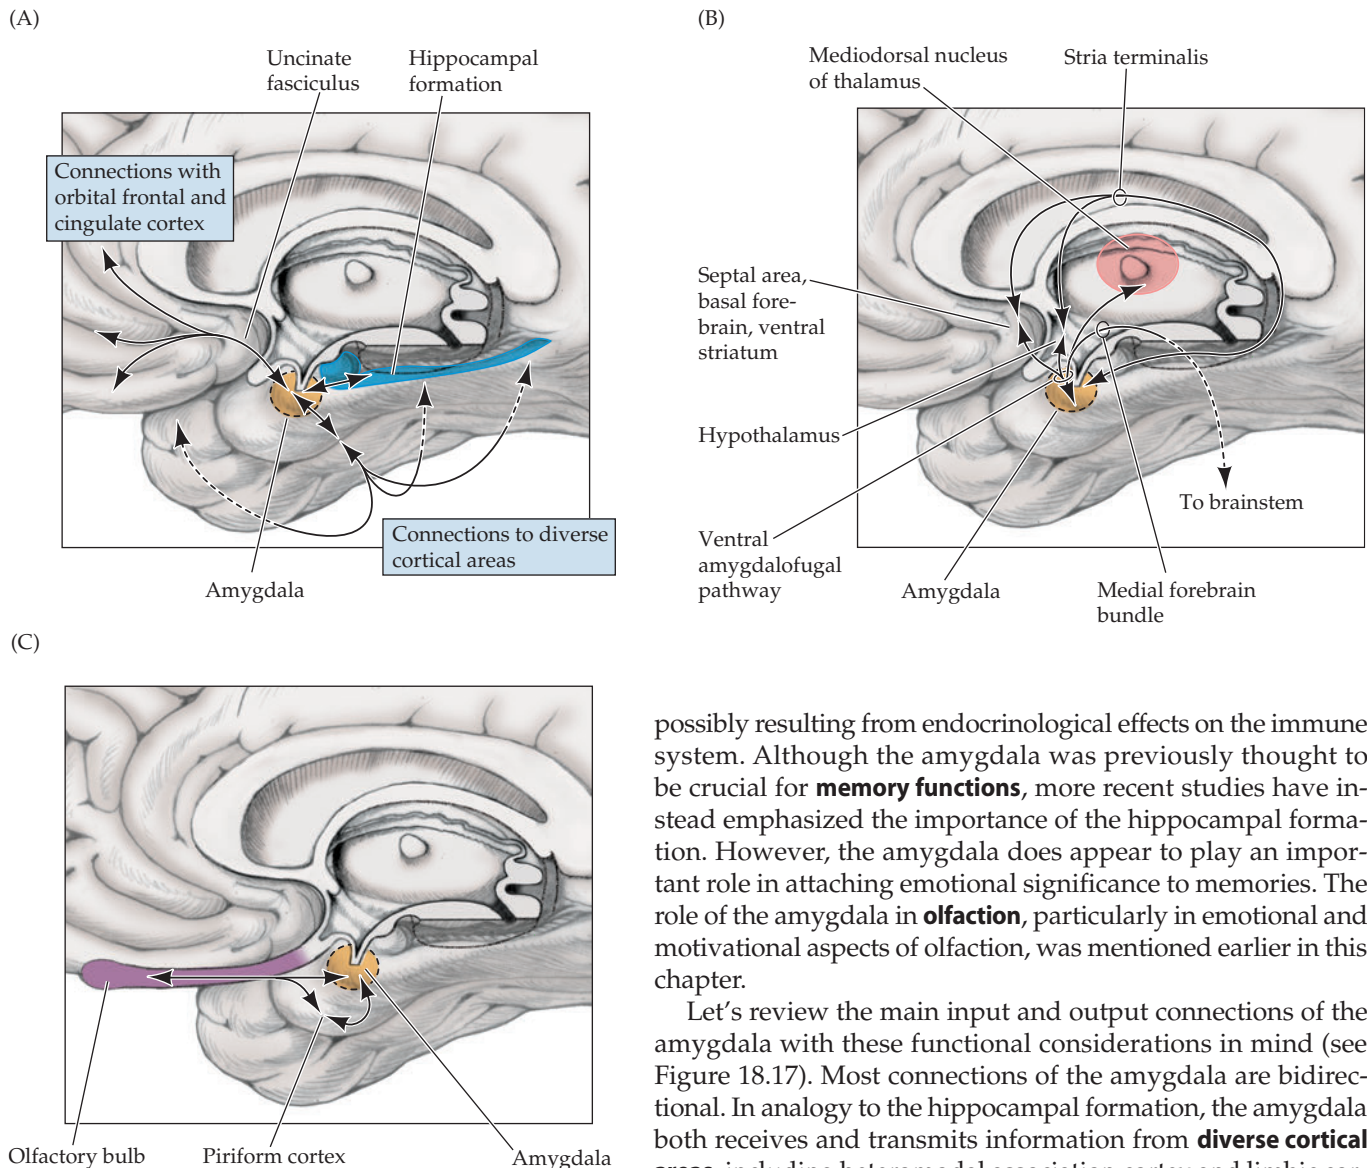 (A)
Uncinate
fasciculus
Hippocampal
formation
Connections with
orbital frontal and
cingulate cortex
Connections to diverse
cortical areas
Amygdala
(B)
Mediodorsal nucleus
of thalamus
Stria terminalis
Septal area,
basal fore-
brain, ventral
striatum
Hypothalamus
To brainstem
Ventral
amygdalofugal
pathway
Amygdala
Medial forebrain
bundle
(C)
Olfactory bulb
Piriform cortex
Amygdala
possibly resulting from endocrinological effects on the immune
system. Although the amygdala was previously thought to
be crucial for memory functions, more recent studies have in-
stead emphasized the importance of the hippocampal forma-
tion. However, the amygdala does appear to play an impor-
tant role in attaching emotional significance to memories. The
role of the amygdala in olfaction, particularly in emotional and
motivational aspects of olfaction, was mentioned earlier in this
chapter.
Let's review the main input and output connections of the
amygdala with these functional considerations in mind (see
Figure 18.17). Most connections of the amygdala are bidirec-
tional. In analogy to the hippocampal formation, the amygdala
both receives and transmits information from diverse cortical